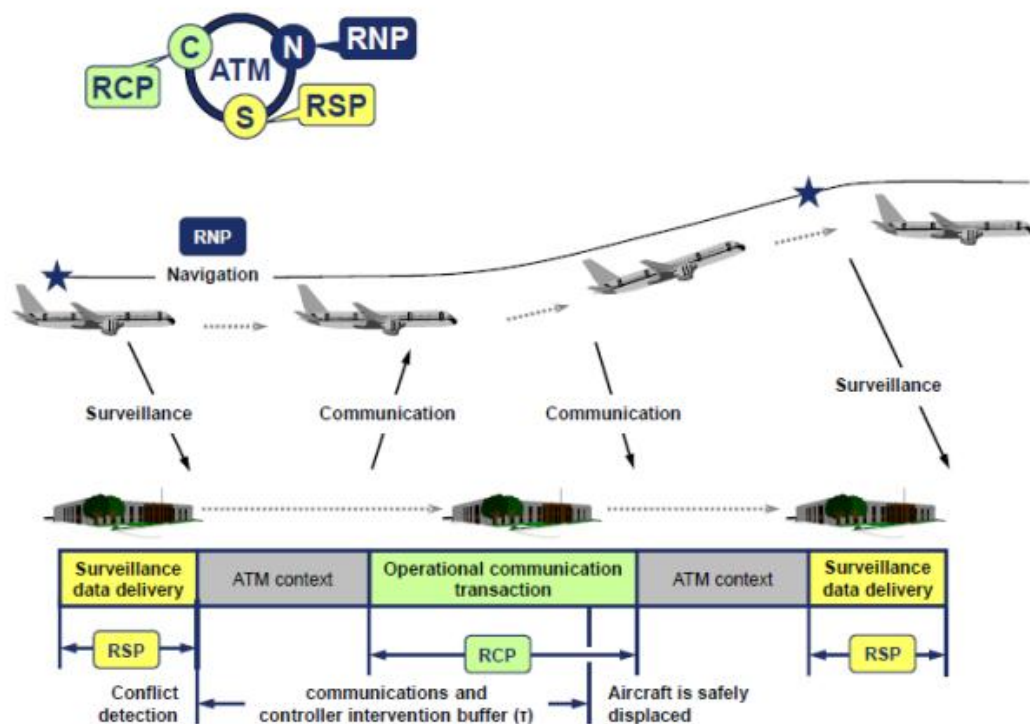 C
N
RNP
ATM
RCP
S
RSP
RNP
Navigation
Surveillance
Communication
Communication
Surveillance
Surveillance
data delivery
ATM context
Operational communication
transaction
ATM context
Surveillance
data delivery
RSP
RCP
RSP
Conflict
detection
communications and
controller intervention buffer (τ)
Aircraft is safely
displaced